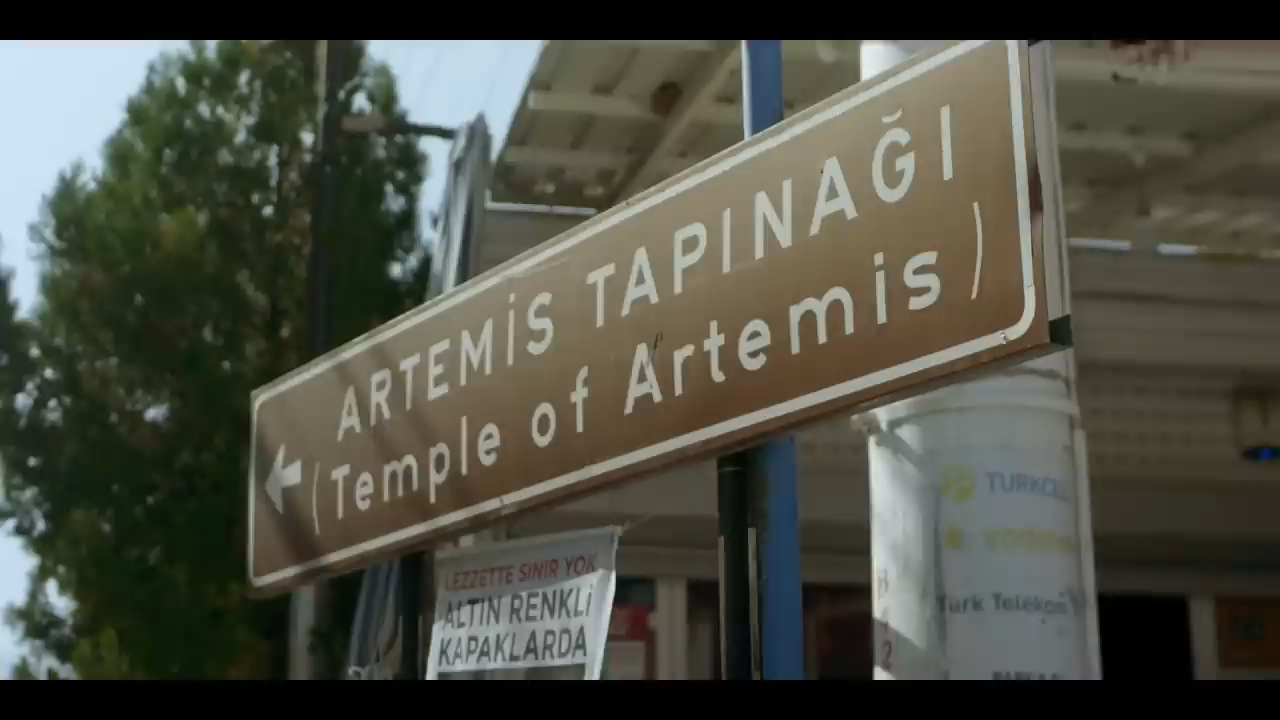 ARTEMİS TAPINAĞI
(Temple of Artemis)
LEZZETTE SINIR YOK
ALTIN RENKLİ
KAPAKLARDA
TURKCELL
Türk Telekom